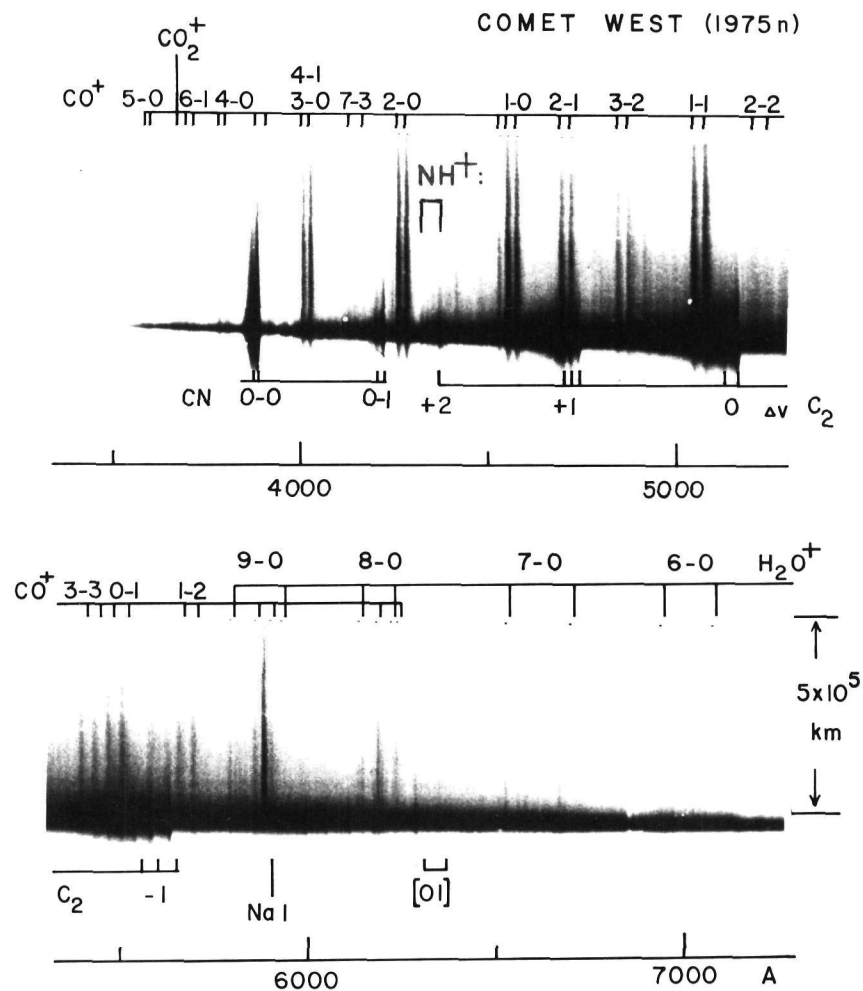 COMET WEST (1975n)
CO₂⁺
4-1
CO⁺ 5-0 6-1 4-0 3-0 7-3 2-0 1-0 2-1 3-2 1-1 2-2
NH⁺:
CN 0-0 0-1 +2 +1 0 Δv C₂
4000 5000
9-0 8-0 7-0 6-0 H₂O⁺
CO⁺ 3-3 0-1 1-2
5x10⁵
km
C₂ -1 Na I [OI]
6000 7000 A